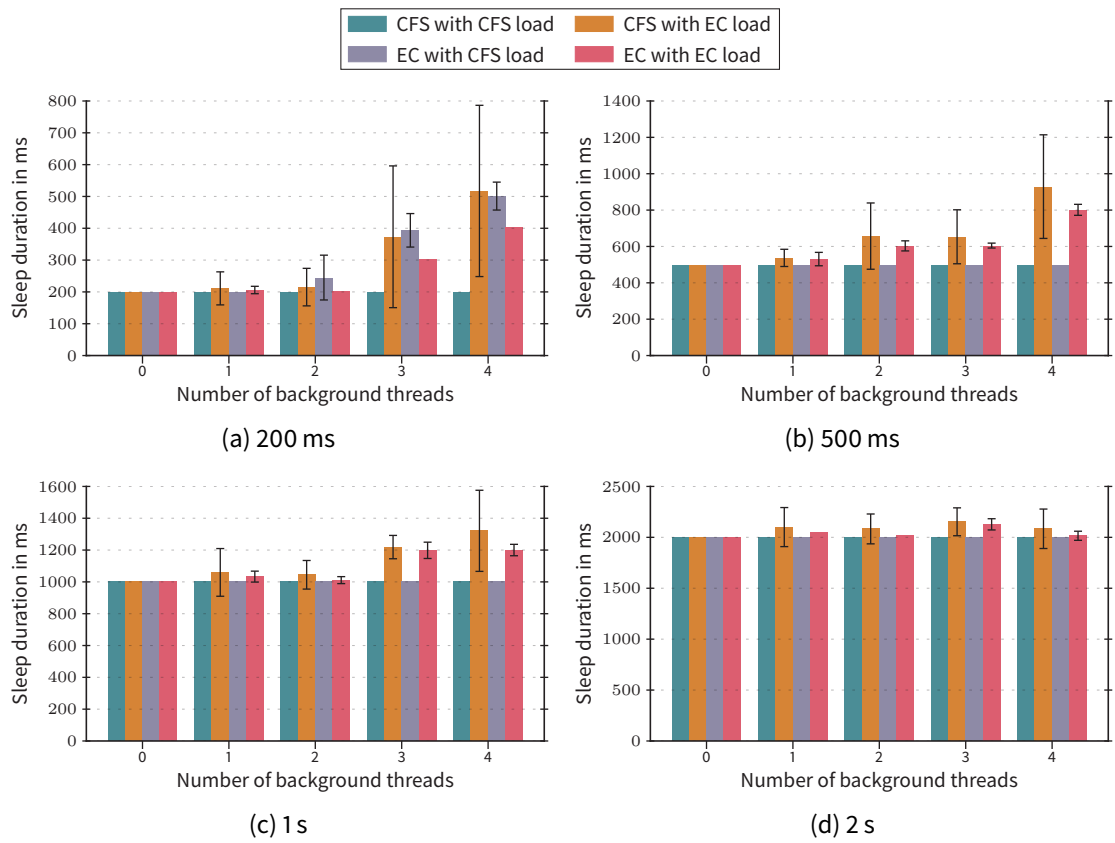 CFS with CFS load CFS with EC load
EC with CFS load EC with EC load
800
700
600
500
400
300
200
100
0
Sleep duration in ms
0 1 2 3 4
Number of background threads
(a) 200 ms
1400
1200
1000
800
600
400
200
0
Sleep duration in ms
0 1 2 3 4
Number of background threads
(b) 500 ms
1600
1400
1200
1000
800
600
400
200
0
Sleep duration in ms
0 1 2 3 4
Number of background threads
(c) 1 s
2500
2000
1500
1000
500
0
Sleep duration in ms
0 1 2 3 4
Number of background threads
(d) 2 s